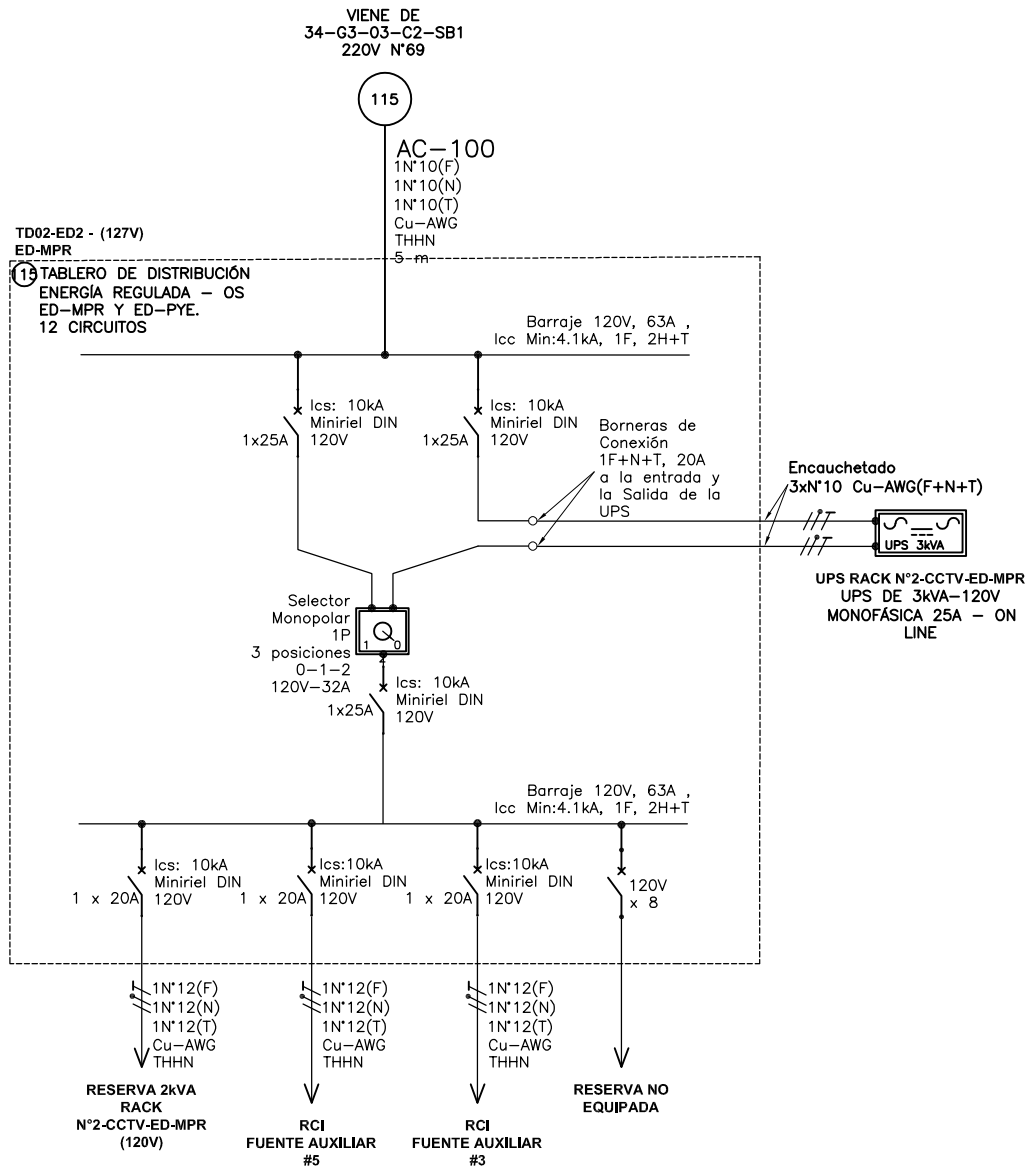 VIENE DE
34-G3-03-C2-SB1
220V N°69
115
AC-100
1N°10(F)
1N°10(N)
1N°10(T)
Cu-AWG
THHN
5 m
TD02-ED2 - (127V)
ED-MPR
115 TABLERO DE DISTRIBUCIÓN
ENERGÍA REGULADA - OS
ED-MPR Y ED-PYE.
12 CIRCUITOS
Barraje 120V, 63A ,
Icc Min:4.1kA, 1F, 2H+T
Ics: 10kA
Miniriel DIN
1x25A 120V
Ics: 10kA
Miniriel DIN
1x25A 120V
Borneras de
Conexión
1F+N+T, 20A
a la entrada y
la Salida de la
UPS
Encauchetado
3xN°10 Cu-AWG(F+N+T)
UPS 3kVA
UPS RACK N°2-CCTV-ED-MPR
UPS DE 3kVA-120V
MONOFÁSICA 25A - ON
LINE
Selector
Monopolar
1P
3 posiciones
0-1-2
120V-32A
1 0
2
Ics: 10kA
Miniriel DIN
1x25A 120V
Barraje 120V, 63A ,
Icc Min:4.1kA, 1F, 2H+T
Ics: 10kA
Miniriel DIN
1 x 20A 120V
Ics:10kA
Miniriel DIN
1 x 20A 120V
Ics:10kA
Miniriel DIN
1 x 20A 120V
120V
x 8
1N°12(F)
1N°12(N)
1N°12(T)
Cu-AWG
THHN
1N°12(F)
1N°12(N)
1N°12(T)
Cu-AWG
THHN
1N°12(F)
1N°12(N)
1N°12(T)
Cu-AWG
THHN
RESERVA 2kVA
RACK
N°2-CCTV-ED-MPR
(120V)
RCI
FUENTE AUXILIAR
#5
RCI
FUENTE AUXILIAR
#3
RESERVA NO
EQUIPADA